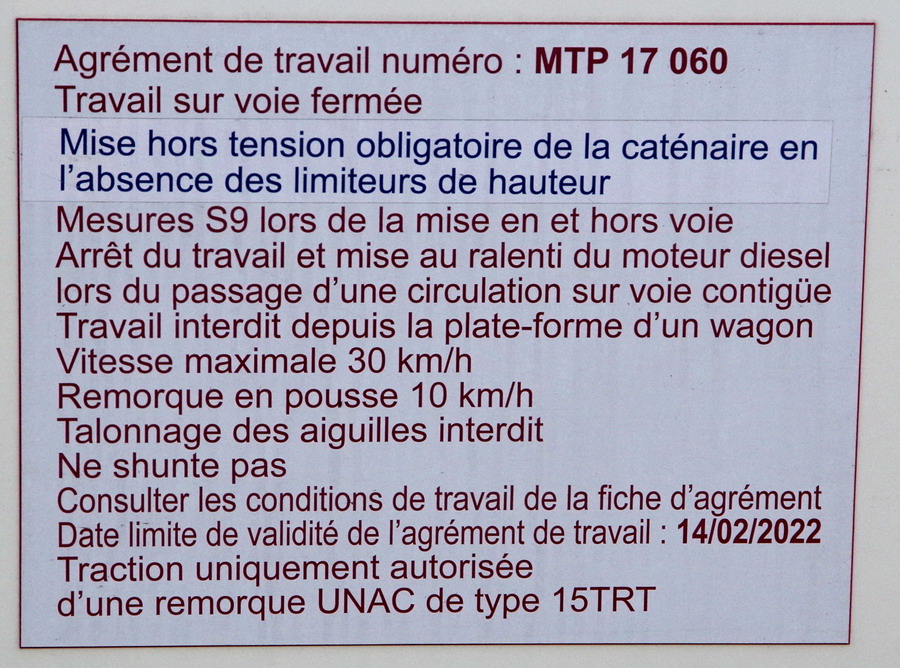 Agrément de travail numéro : MTP 17 060
Travail sur voie fermée
Mise hors tension obligatoire de la caténaire en
l'absence des limiteurs de hauteur
Mesures S9 lors de la mise en et hors voie
Arrêt du travail et mise au ralenti du moteur diesel
lors du passage d'une circulation sur voie contigüe
Travail interdit depuis la plate-forme d'un wagon
Vitesse maximale 30 km/h
Remorque en pousse 10 km/h
Talonnage des aiguilles interdit
Ne shunte pas
Consulter les conditions de travail de la fiche d'agrément
Date limite de validité de l'agrément de travail : 14/02/2022
Traction uniquement autorisée
d'une remorque UNAC de type 15TRT